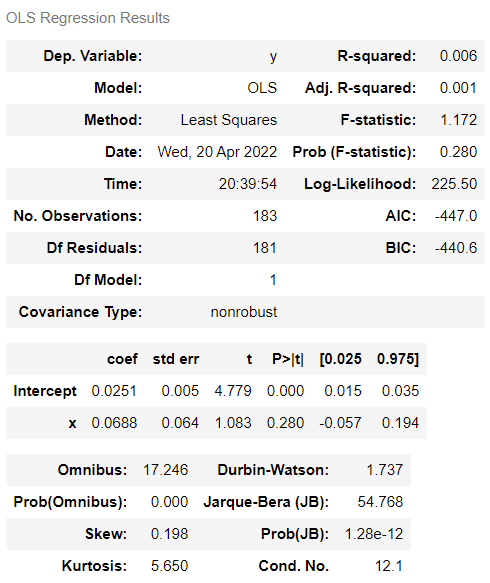 OLS Regression Results
Dep. Variable: y R-squared: 0.006
Model: OLS Adj. R-squared: 0.001
Method: Least Squares F-statistic: 1.172
Date: Wed, 20 Apr 2022 Prob (F-statistic): 0.280
Time: 20:39:54 Log-Likelihood: 225.50
No. Observations: 183 AIC: -447.0
Df Residuals: 181 BIC: -440.6
Df Model: 1
Covariance Type: nonrobust
coef std err t P>|t| [0.025 0.975]
Intercept 0.0251 0.005 4.779 0.000 0.015 0.035
x 0.0688 0.064 1.083 0.280 -0.057 0.194
Omnibus: 17.246 Durbin-Watson: 1.737
Prob(Omnibus): 0.000 Jarque-Bera (JB): 54.768
Skew: 0.198 Prob(JB): 1.28e-12
Kurtosis: 5.650 Cond. No. 12.1